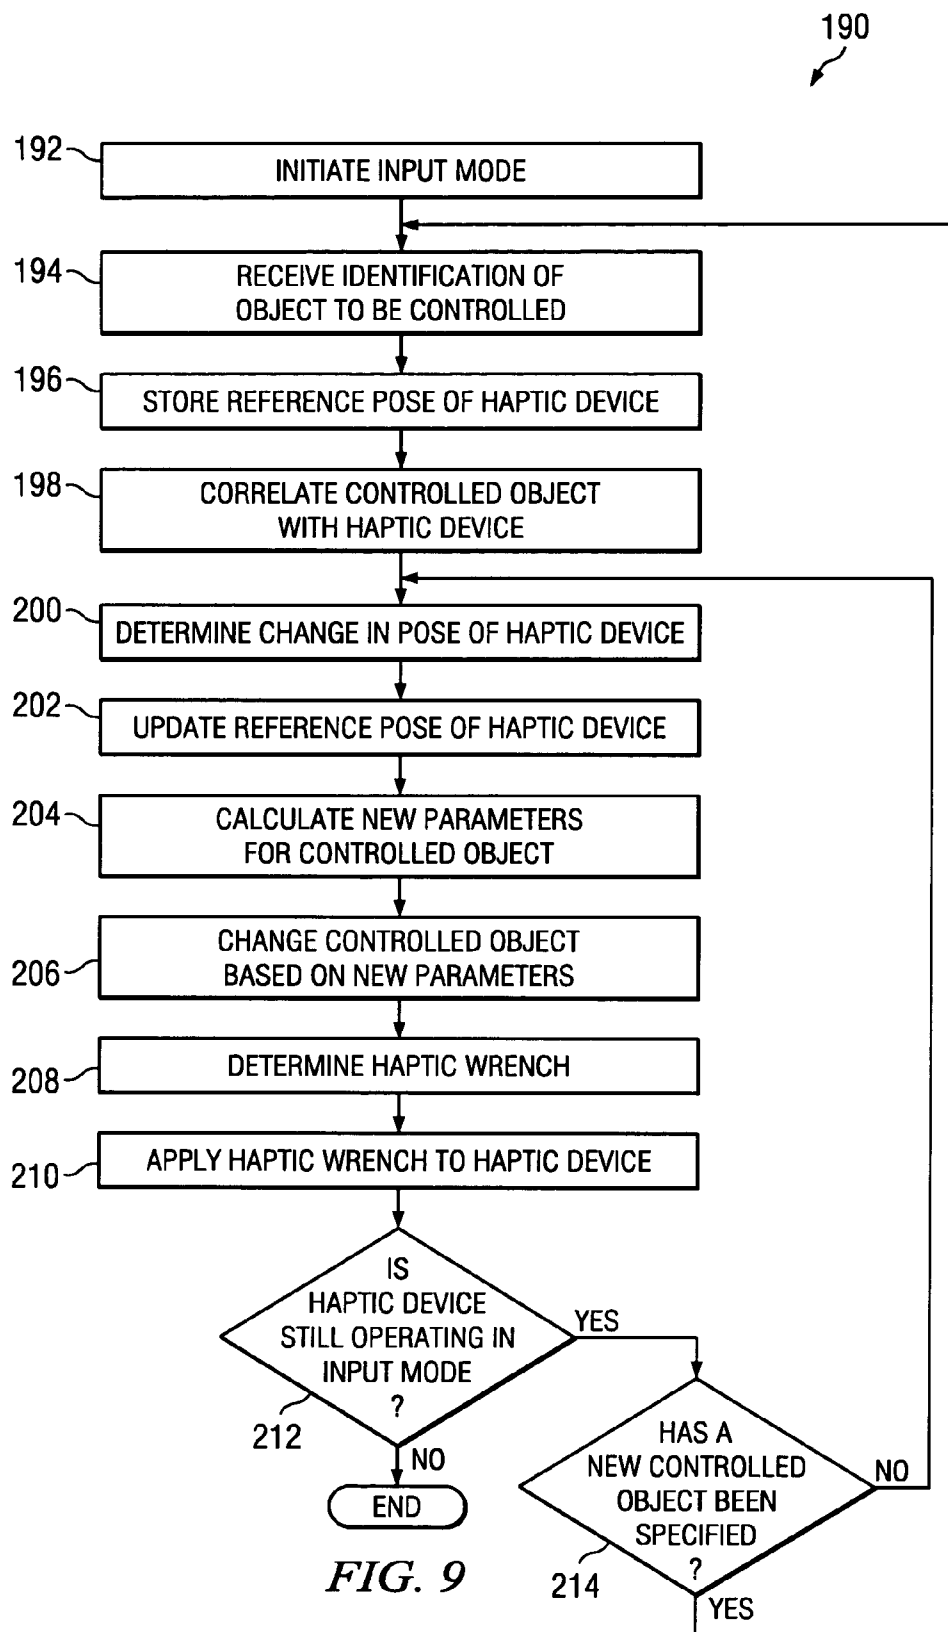 190
192
INITIATE INPUT MODE
194
RECEIVE IDENTIFICATION OF
OBJECT TO BE CONTROLLED
196
STORE REFERENCE POSE OF HAPTIC DEVICE
198
CORRELATE CONTROLLED OBJECT
WITH HAPTIC DEVICE
200
DETERMINE CHANGE IN POSE OF HAPTIC DEVICE
202
UPDATE REFERENCE POSE OF HAPTIC DEVICE
204
CALCULATE NEW PARAMETERS
FOR CONTROLLED OBJECT
206
CHANGE CONTROLLED OBJECT
BASED ON NEW PARAMETERS
208
DETERMINE HAPTIC WRENCH
210
APPLY HAPTIC WRENCH TO HAPTIC DEVICE
IS
HAPTIC DEVICE
STILL OPERATING IN
INPUT MODE
?
212
YES
NO
END
HAS A
NEW CONTROLLED
OBJECT BEEN
SPECIFIED
?
214
NO
YES
FIG. 9